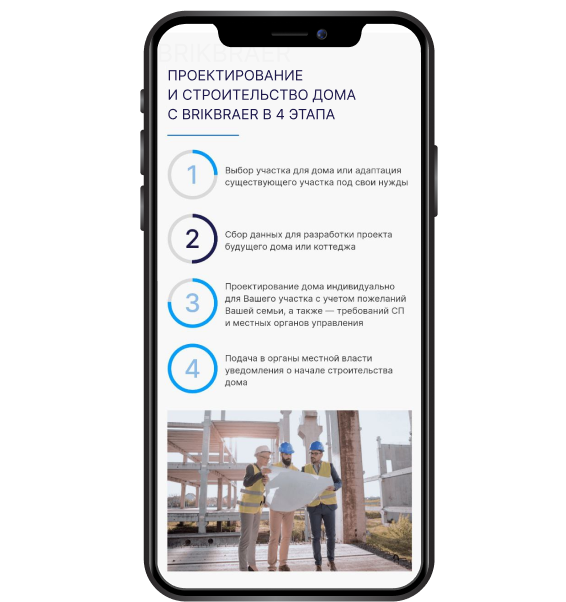 BRIKBRAER
ПРОЕКТИРОВАНИЕ
И СТРОИТЕЛЬСТВО ДОМА
С BRIKBRAER В 4 ЭТАПА
1
Выбор участка для дома или адаптация
существующего участка под свои нужды
2
Сбор данных для разработки проекта
будущего дома или коттеджа
3
Проектирование дома индивидуально
для Вашего участка с учетом пожеланий
Вашей семьи, а также — требований СП
и местных органов управления
4
Подача в органы местной власти
уведомления о начале строительства
дома